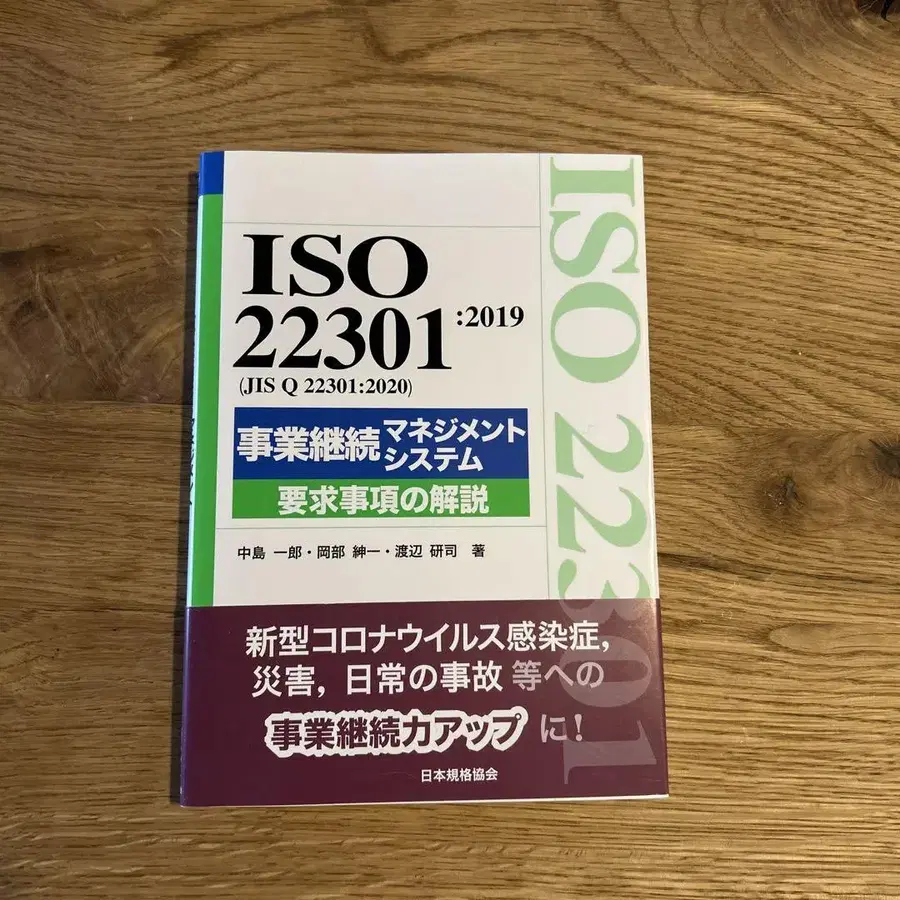 ISO
22301:2019
(JIS Q 22301:2020)
事業継続マネジメント
システム
要求事項の解説
中島 一郎・岡部 紳一・渡辺 研司 著
ISO 22301
新型コロナウイルス感染症,
災害, 日常の事故 等への
事業継続力アップ に!
日本規格協会